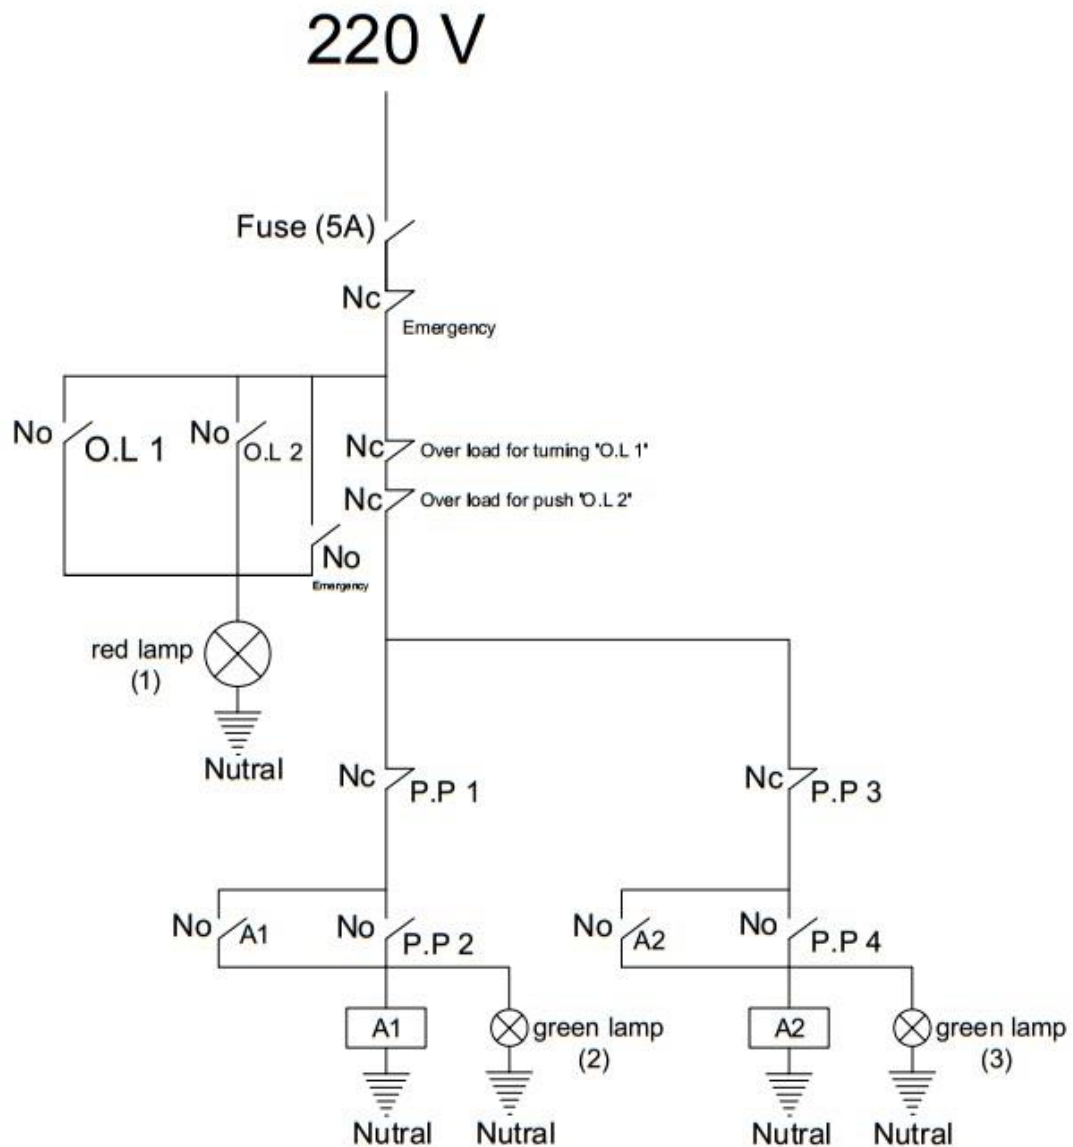 220 V
Fuse (5A)
Nc
Emergency
No
O.L 1
No
O.L 2
Nc
Over load for turning "O.L 1"
Nc
Over load for push "O.L 2"
No
Emergency
red lamp
(1)
Nutral
Nc
P.P 1
Nc
P.P 3
No
A1
No
P.P 2
No
A2
No
P.P 4
A1
green lamp
(2)
A2
green lamp
(3)
Nutral
Nutral
Nutral
Nutral